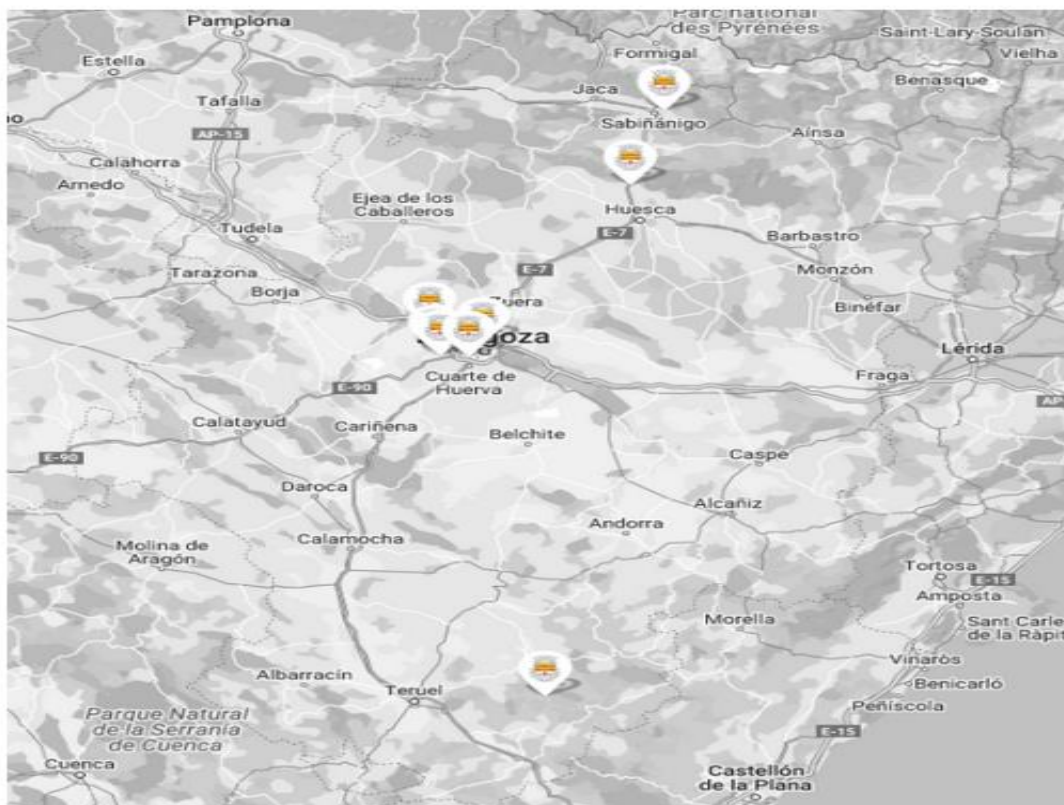 Pamplona
Parc national
des Pyrénées
Saint-Lary-Soulan
Formigal
Vielha
Estella
Benasque
Jaca
Tafalla
Sabiñánigo
Aínsa
AP-15
Calahorra
Arnedo
Ejea de los
Caballeros
Huesca
Tudela
E-7
Barbastro
Tarazona
E-7
Monzón
Borja
Zuera
Binéfar
goza
Lérida
Cuarte de
Huerva
E-90
Fraga
AP
Calatayud
Cariñena
Belchite
E-90
Caspe
Daroca
Alcañiz
Andorra
Calamocha
Molina de
Aragón
Tortosa
E-15
Amposta
Morella
Sant Carle
de la Ràpit
Vinaròs
Albarracín
Benicarló
Teruel
Peñíscola
Parque Natural
de la Serranía
de Cuenca
E-15
Cuenca
Castellón
de la Plana